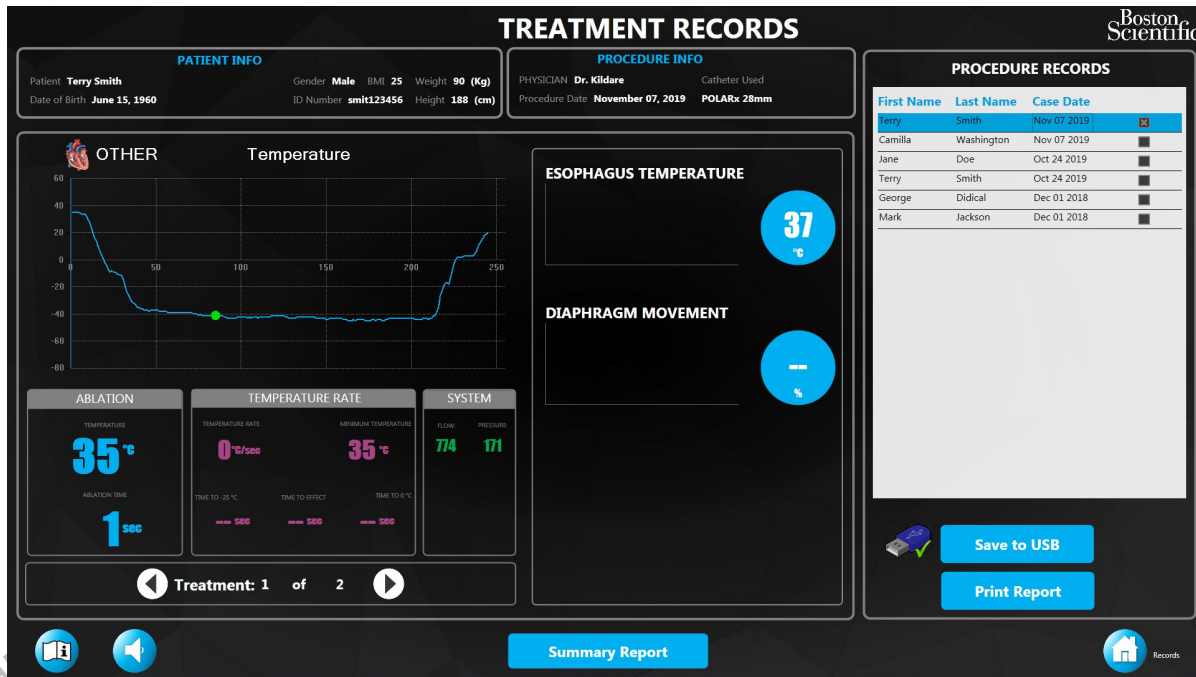 TREATMENT RECORDS
Boston
Scientific
PATIENT INFO
Patient Terry Smith Gender Male BMI 25 Weight 90 (Kg)
Date of Birth June 15, 1960 ID Number smit123456 Height 188 (cm)
PROCEDURE INFO
PHYSICIAN Dr. Kildare Catheter Used
Procedure Date November 07, 2019 POLARx 28mm
OTHER Temperature
60
40
20
0
0 50 100 150 200 250
-20
-40
-60
-80
ABLATION
TEMPERATURE
35 °C
ABLATION TIME
1 sec
TEMPERATURE RATE
TEMPERATURE RATE MINIMUM TEMPERATURE
0 °C/sec 35 °C
TIME TO -25 °C TIME TO EFFECT TIME TO 0 °C
-- sec -- sec -- sec
SYSTEM
FLOW: PRESSURE:
774 171
Treatment: 1 of 2
ESOPHAGUS TEMPERATURE
37
°C
DIAPHRAGM MOVEMENT
--
%
PROCEDURE RECORDS
First Name Last Name Case Date
Terry Smith Nov 07 2019
Camilla Washington Nov 07 2019
Jane Doe Oct 24 2019
Terry Smith Oct 24 2019
George Didical Dec 01 2018
Mark Jackson Dec 01 2018
Save to USB
Print Report
Summary Report
Records